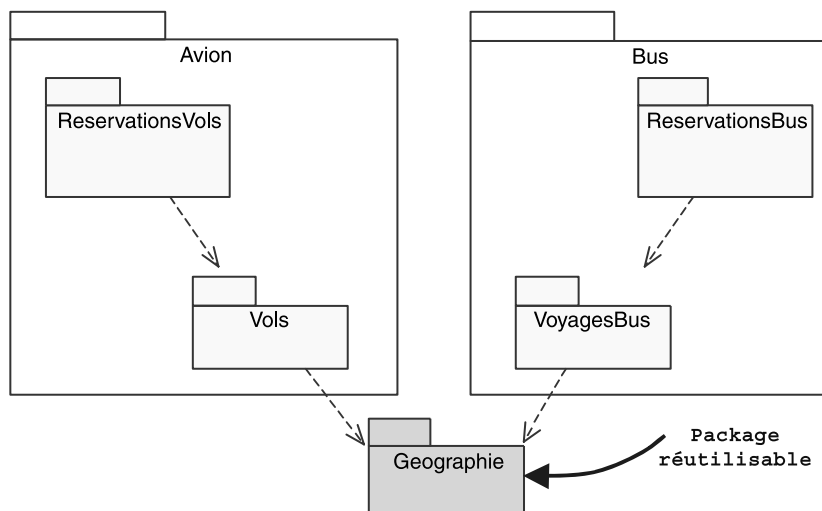 Avion
Bus
ReservationsVols
ReservationsBus
Vols
VoyagesBus
Geographie
Package
réutilisable